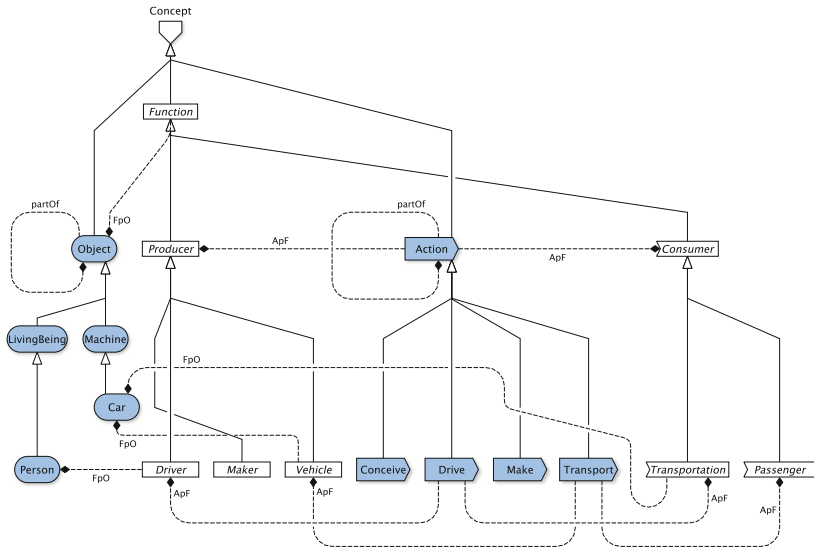 Concept
Function
partOf
FpO
partOf
Object
Producer
ApF
Action
ApF
Consumer
LivingBeing
Machine
FpO
Car
FpO
Person
FpO
Driver
Maker
Vehicle
Conceive
Drive
Make
Transport
Transportation
Passenger
ApF
ApF
ApF
ApF